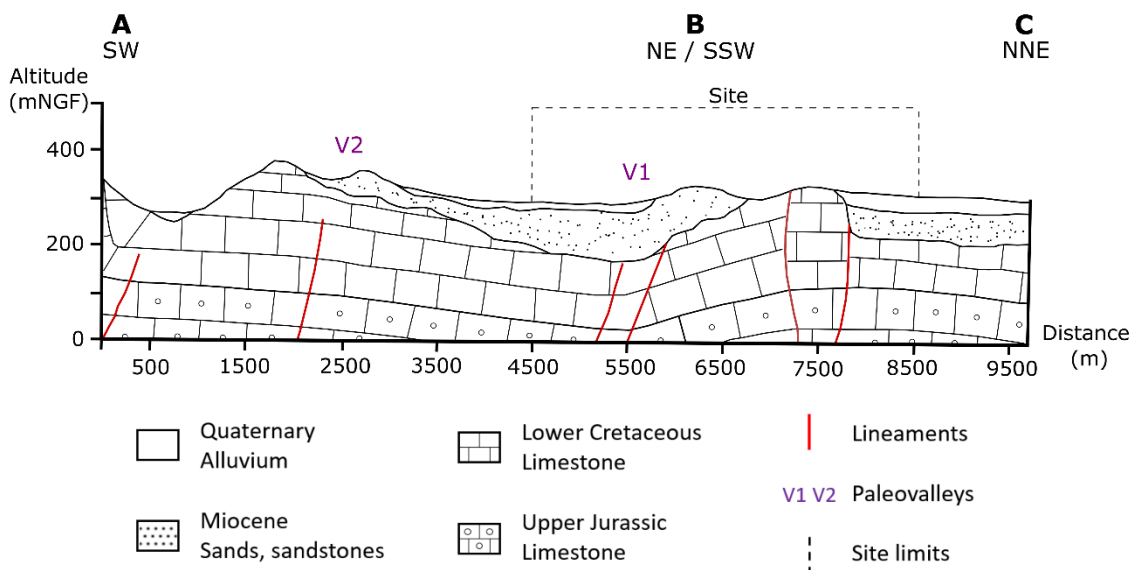 A
B
C
SW
NE / SSW
NNE
Altitude
(mNGF)
Site
V2
V1
400
200
0
500
1500
2500
3500
4500
5500
6500
7500
8500
9500
Distance
(m)
Quaternary
Alluvium
Lower Cretaceous
Limestone
Lineaments
V1 V2 Paleovalleys
Miocene
Sands, sandstones
Upper Jurassic
Limestone
Site limits